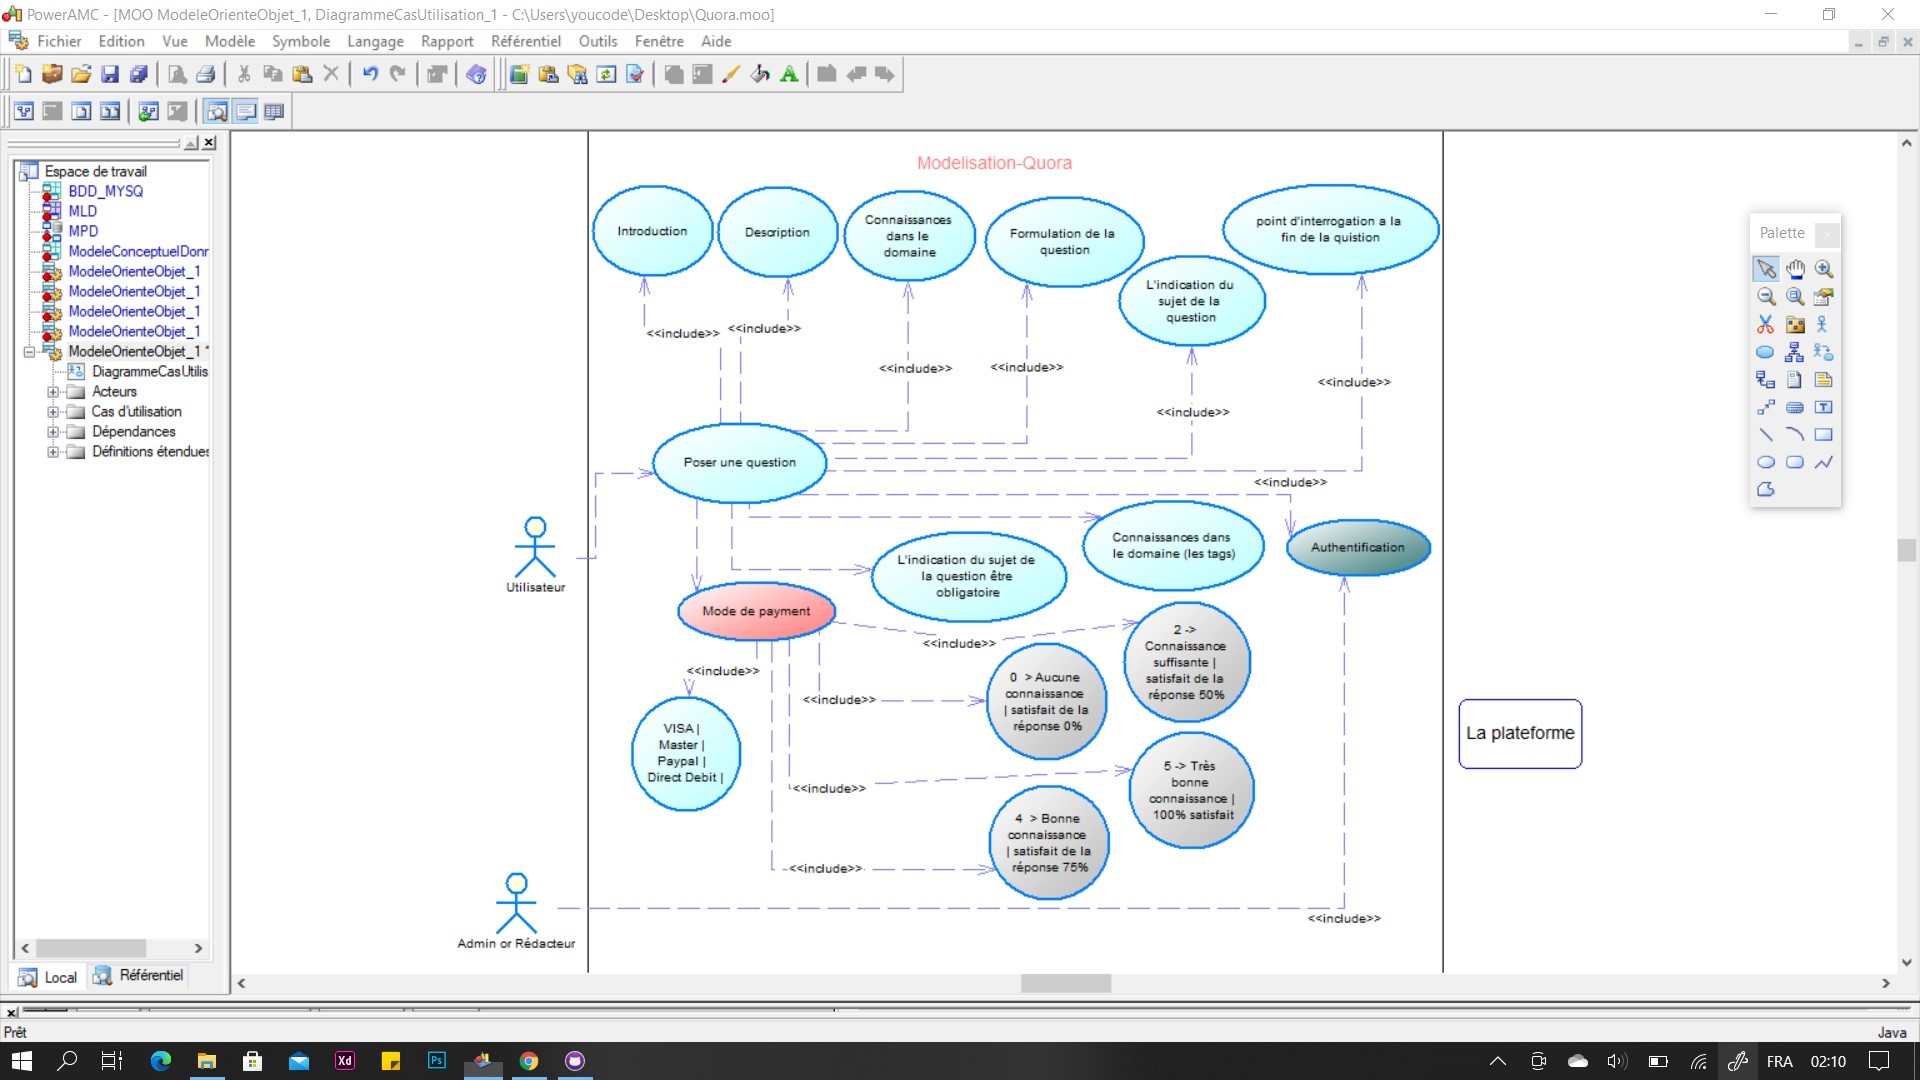 PowerAMC - [MOO ModeleOrienteObjet_1, DiagrammeCasUtilisation_1 - C:\Users\youcode\Desktop\Quora.moo]
Fichier Edition Vue Modèle Symbole Langage Rapport Référentiel Outils Fenêtre Aide
Espace de travail
BDD_MYSQ
MLD
MPD
ModeleConceptuelDonr
ModeleOrienteObjet_1
ModeleOrienteObjet_1
ModeleOrienteObjet_1
ModeleOrienteObjet_1
ModeleOrienteObjet_1 *
DiagrammeCasUtilis
Acteurs
Cas d'utilisation
Dépendances
Définitions étendues
Local Référentiel
Modelisation-Quora
Introduction
Description
Connaissances
dans le
domaine
Formulation de la
question
L'indication du
sujet de la
question
point d'interrogation a la
fin de la quistion
<<include>>
<<include>>
<<include>>
<<include>>
<<include>>
<<include>>
Poser une question
<<include>>
Utilisateur
L'indication du sujet de
la question être
obligatoire
Connaissances dans
le domaine (les tags)
Authentification
Mode de payment
<<include>>
<<include>>
<<include>>
2 ->
Connaissance
suffisante |
satisfait de la
réponse 50%
0 > Aucune
connaissance
| satisfait de la
réponse 0%
VISA |
Master |
Paypal |
Direct Debit |
<<include>>
5 -> Très
bonne
connaissance |
100% satisfait
4 > Bonne
connaissance
| satisfait de la
réponse 75%
<<include>>
Admin or Rédacteur
<<include>>
La plateforme
Palette
Prêt
Java
Xd
Ps
FRA
02:10